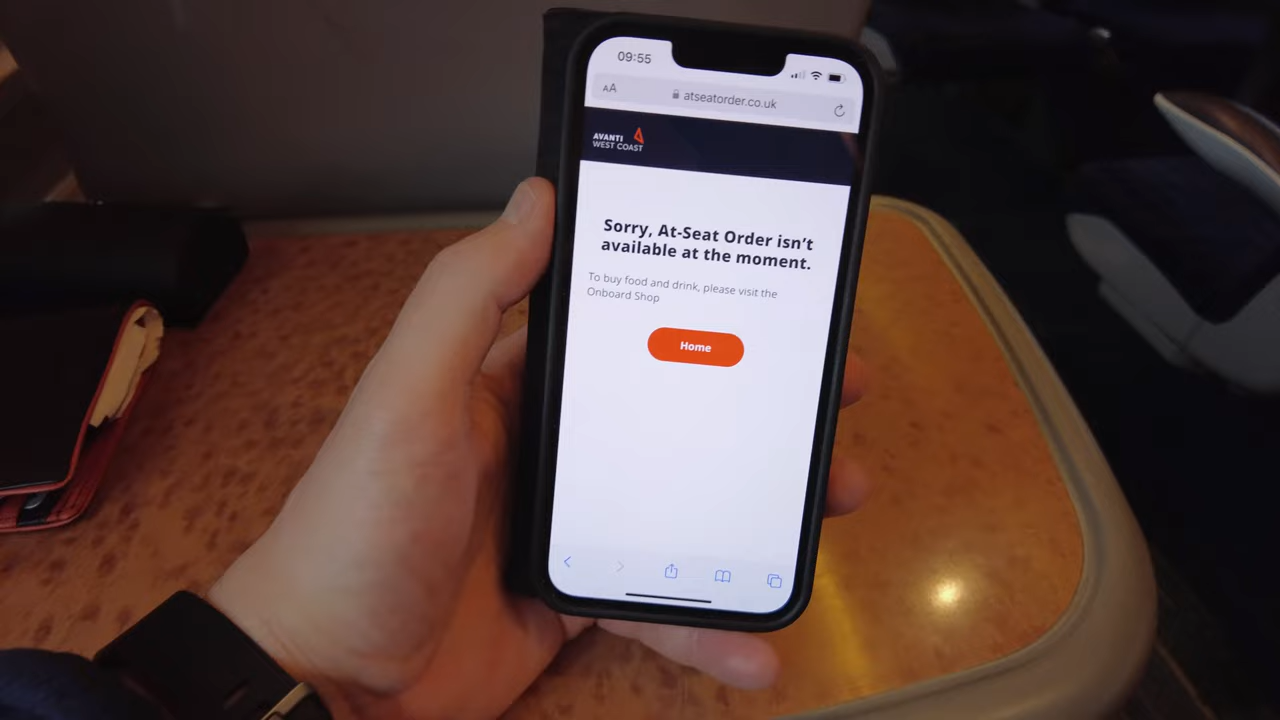 09:55
AA
atseatorder.co.uk
AVANTI
WEST COAST
Sorry, At-Seat Order isn't
available at the moment.
To buy food and drink, please visit the
Onboard Shop
Home